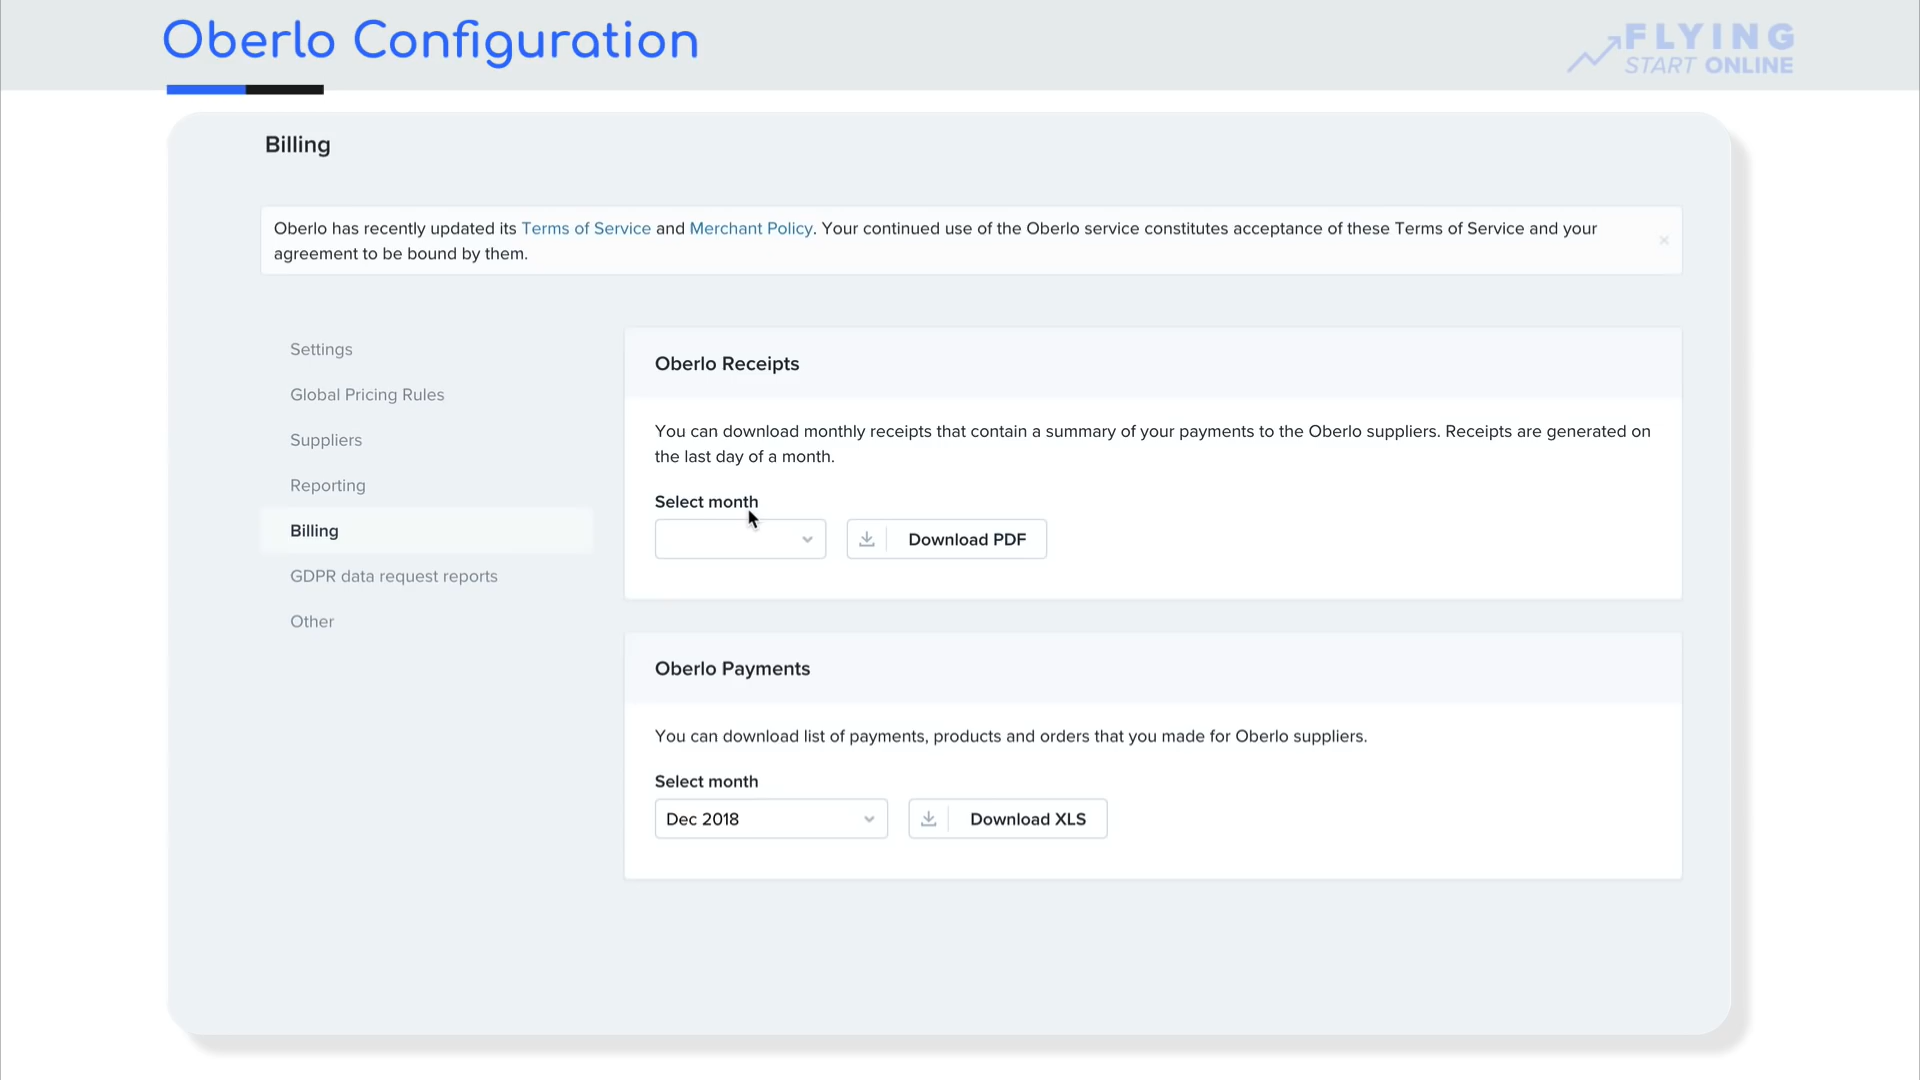 Oberlo Configuration
FLYING
START ONLINE
Billing
Oberlo has recently updated its Terms of Service and Merchant Policy. Your continued use of the Oberlo service constitutes acceptance of these Terms of Service and your
agreement to be bound by them.
Settings
Global Pricing Rules
Suppliers
Reporting
Billing
GDPR data request reports
Other
Oberlo Receipts
You can download monthly receipts that contain a summary of your payments to the Oberlo suppliers. Receipts are generated on
the last day of a month.
Select month
Download PDF
Oberlo Payments
You can download list of payments, products and orders that you made for Oberlo suppliers.
Select month
Dec 2018
Download XLS